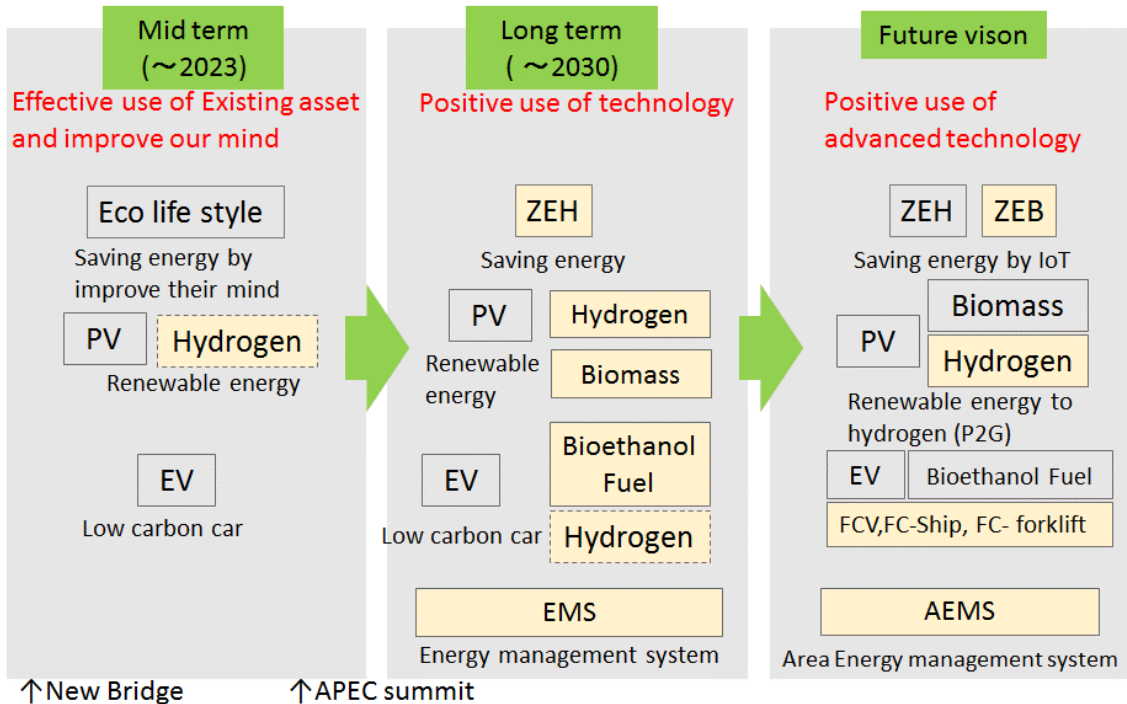 Mid term
(～2023)
Effective use of Existing asset
and improve our mind
Eco life style
Saving energy by
improve their mind
PV
Hydrogen
Renewable energy
EV
Low carbon car
Long term
( ～2030)
Positive use of technology
ZEH
Saving energy
PV
Hydrogen
Renewable
energy
Biomass
EV
Bioethanol
Fuel
Low carbon car
Hydrogen
EMS
Energy management system
Future vison
Positive use of
advanced technology
ZEH
ZEB
Saving energy by IoT
PV
Biomass
Hydrogen
Renewable energy to
hydrogen (P2G)
EV
Bioethanol Fuel
FCV,FC-Ship, FC- forklift
AEMS
Area Energy management system
↑New Bridge
↑APEC summit